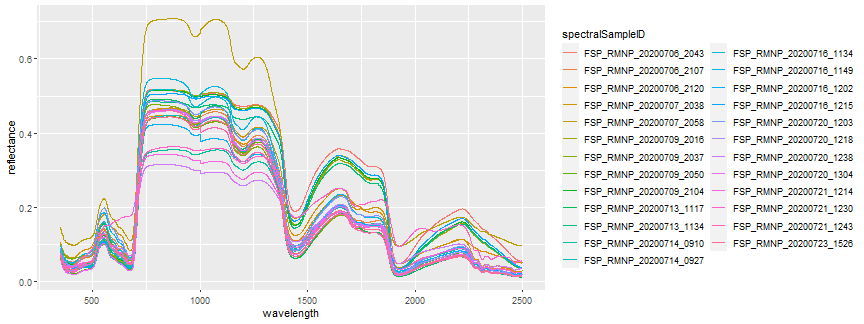 spectralSampleID
FSP_RMNP_20200706_2043
FSP_RMNP_20200706_2107
FSP_RMNP_20200706_2120
FSP_RMNP_20200707_2038
FSP_RMNP_20200707_2058
FSP_RMNP_20200709_2016
FSP_RMNP_20200709_2037
FSP_RMNP_20200709_2050
FSP_RMNP_20200709_2104
FSP_RMNP_20200713_1117
FSP_RMNP_20200713_1134
FSP_RMNP_20200714_0910
FSP_RMNP_20200714_0927
FSP_RMNP_20200716_1134
FSP_RMNP_20200716_1149
FSP_RMNP_20200716_1202
FSP_RMNP_20200716_1215
FSP_RMNP_20200720_1203
FSP_RMNP_20200720_1218
FSP_RMNP_20200720_1238
FSP_RMNP_20200720_1304
FSP_RMNP_20200721_1214
FSP_RMNP_20200721_1230
FSP_RMNP_20200721_1243
FSP_RMNP_20200723_1526
reflectance
0.6
0.4
0.2
0.0
500
1000
1500
2000
2500
wavelength